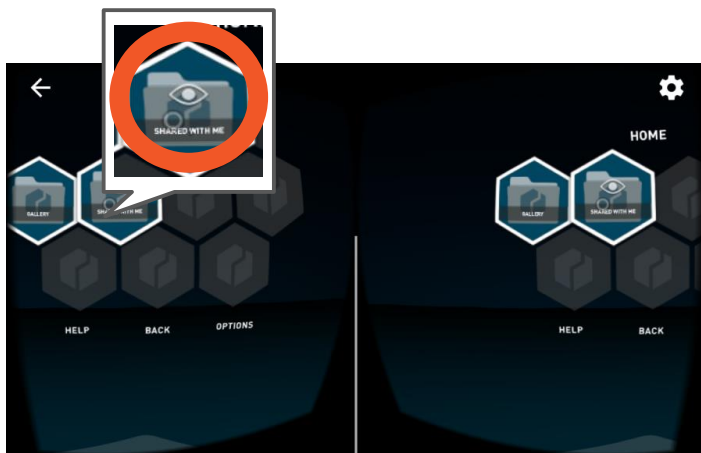 SHARED WITH ME
HOME
GALLERY
SHARED WITH ME
GALLERY
SHARED WITH ME
HELP
BACK
OPTIONS
HELP
BACK